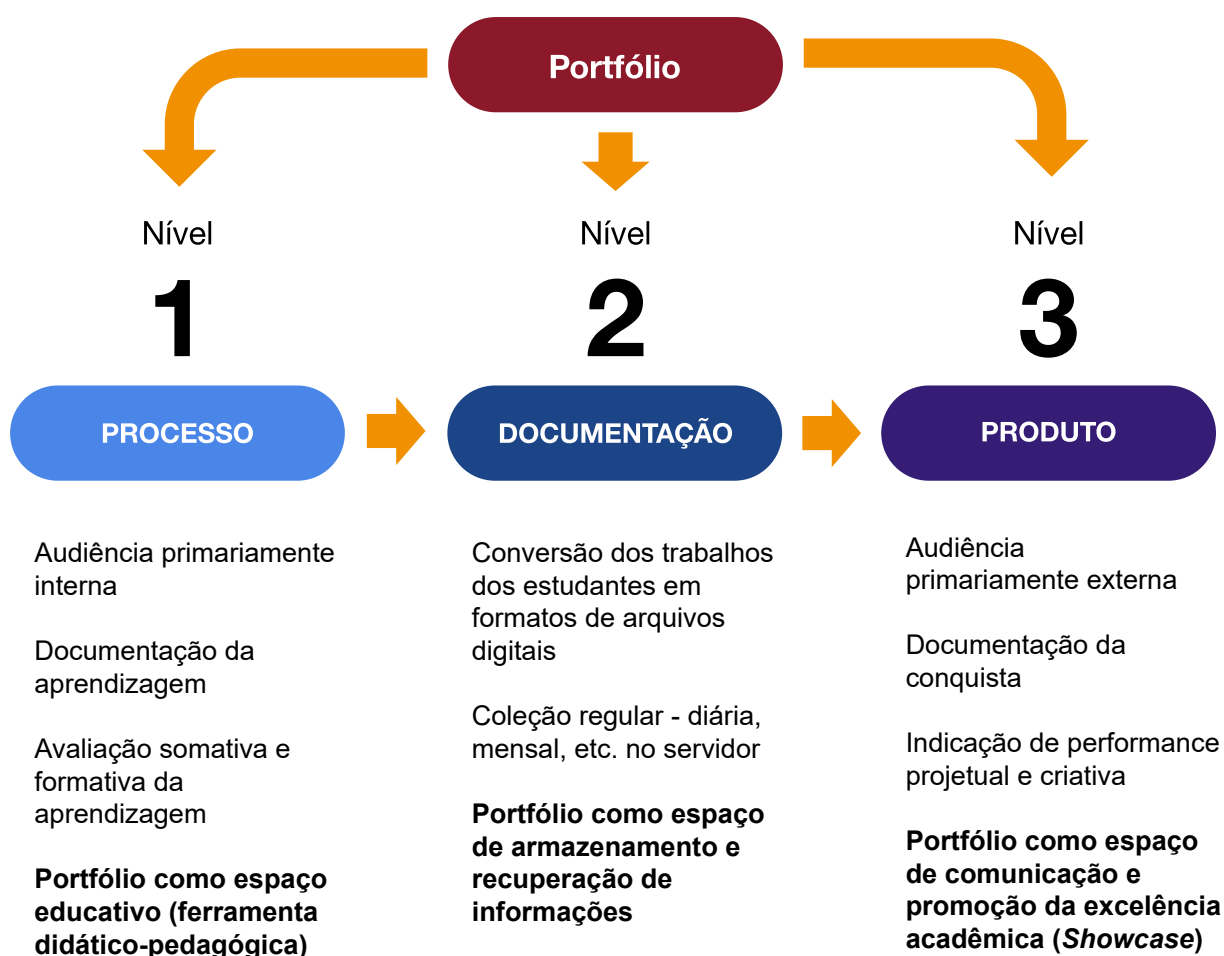 Portfólio
Nível
1
PROCESSO
Audiência primariamente
interna
Documentação da
aprendizagem
Avaliação somativa e
formativa da
aprendizagem
Portfólio como espaço
educativo (ferramenta
didático-pedagógica)
Nível
2
DOCUMENTAÇÃO
Conversão dos trabalhos
dos estudantes em
formatos de arquivos
digitais
Coleção regular - diária,
mensal, etc. no servidor
Portfólio como espaço
de armazenamento e
recuperação de
informações
Nível
3
PRODUTO
Audiência
primariamente externa
Documentação da
conquista
Indicação de performance
projetual e criativa
Portfólio como espaço
de comunicação e
promoção da excelência
acadêmica (Showcase)